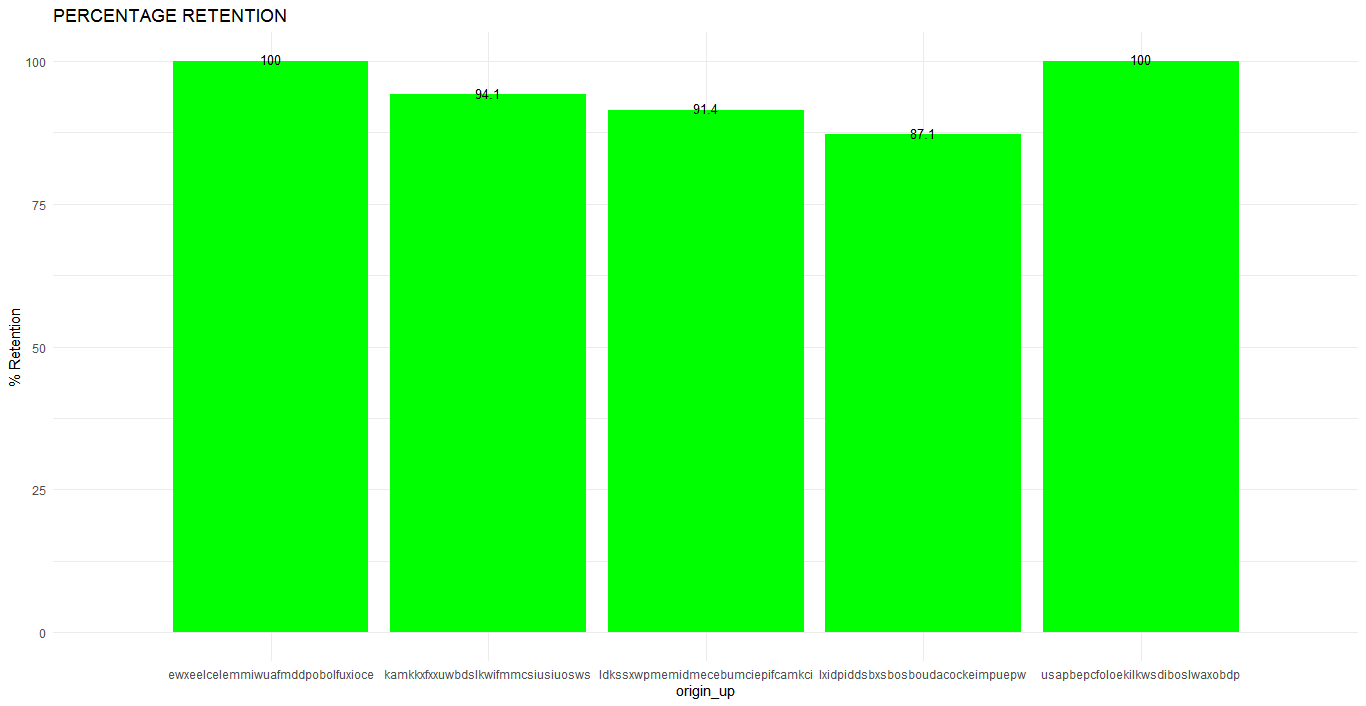 PERCENTAGE RETENTION
% Retention
100
75
50
25
0
100
94.1
91.4
87.1
100
ewxeelcelemmiwuafmddpobolfuxioce kamkkxfxxuwbdslkwifmmcsiusiuosws ldkssxwpmemidmecebumciepifcamkci lxidpiddsbxsbosboudacockeimpuepw usapbepcfoloekilkwsdiboslwaxobdp
origin_up